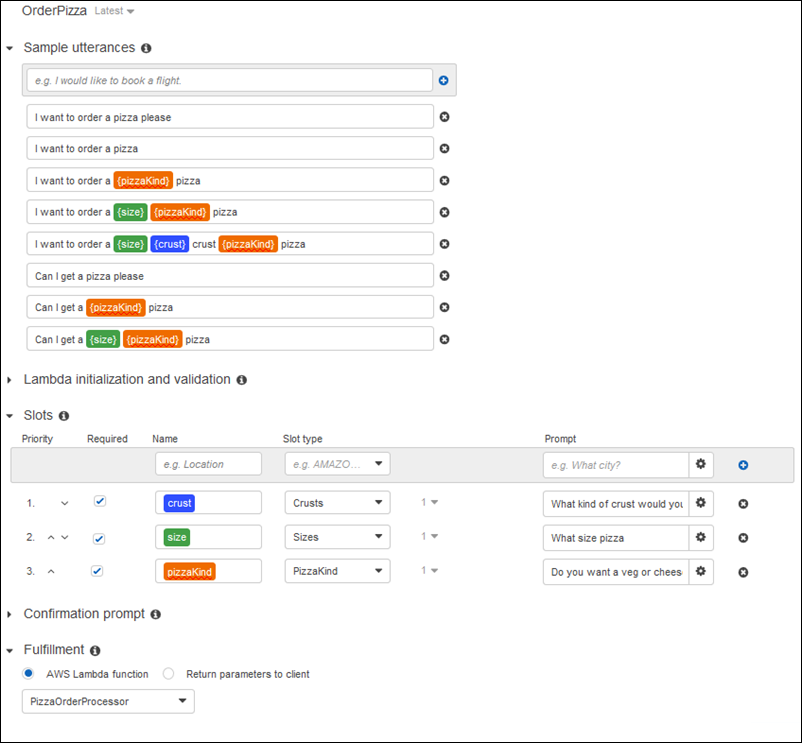 OrderPizza Latest
Sample utterances
e.g. I would like to book a flight.
I want to order a pizza please
I want to order a pizza
I want to order a {pizzaKind} pizza
I want to order a {size} {pizzaKind} pizza
I want to order a {size} {crust} crust {pizzaKind} pizza
Can I get a pizza please
Can I get a {pizzaKind} pizza
Can I get a {size} {pizzaKind} pizza
Lambda initialization and validation
Slots
Priority Required Name Slot type Prompt
e.g. Location e.g. AMAZO... e.g. What city?
1. crust Crusts 1 What kind of crust would you
2. size Sizes 1 What size pizza
3. pizzaKind PizzaKind 1 Do you want a veg or chees
Confirmation prompt
Fulfillment
AWS Lambda function Return parameters to client
PizzaOrderProcessor